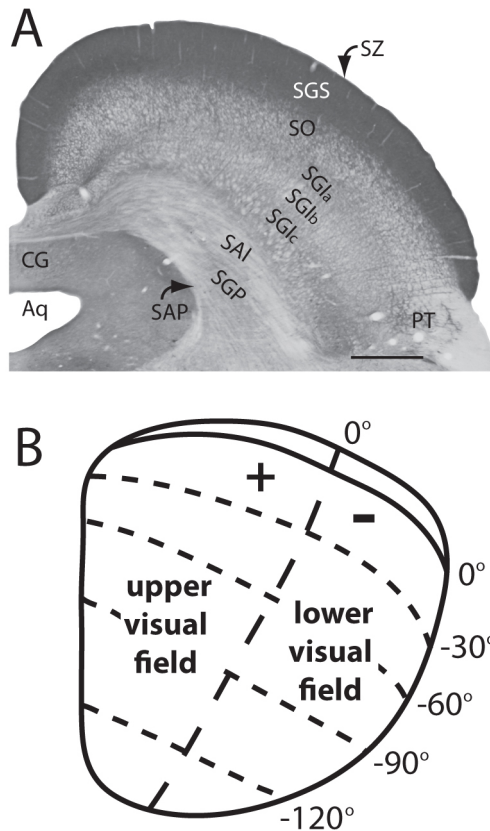 A
SZ
SGS
SO
SGIa
SGIb
SGIc
SAI
SGP
CG
Aq
SAP
PT
B
0°
+
-
0°
upper visual field
lower visual field
-30°
-60°
-90°
-120°